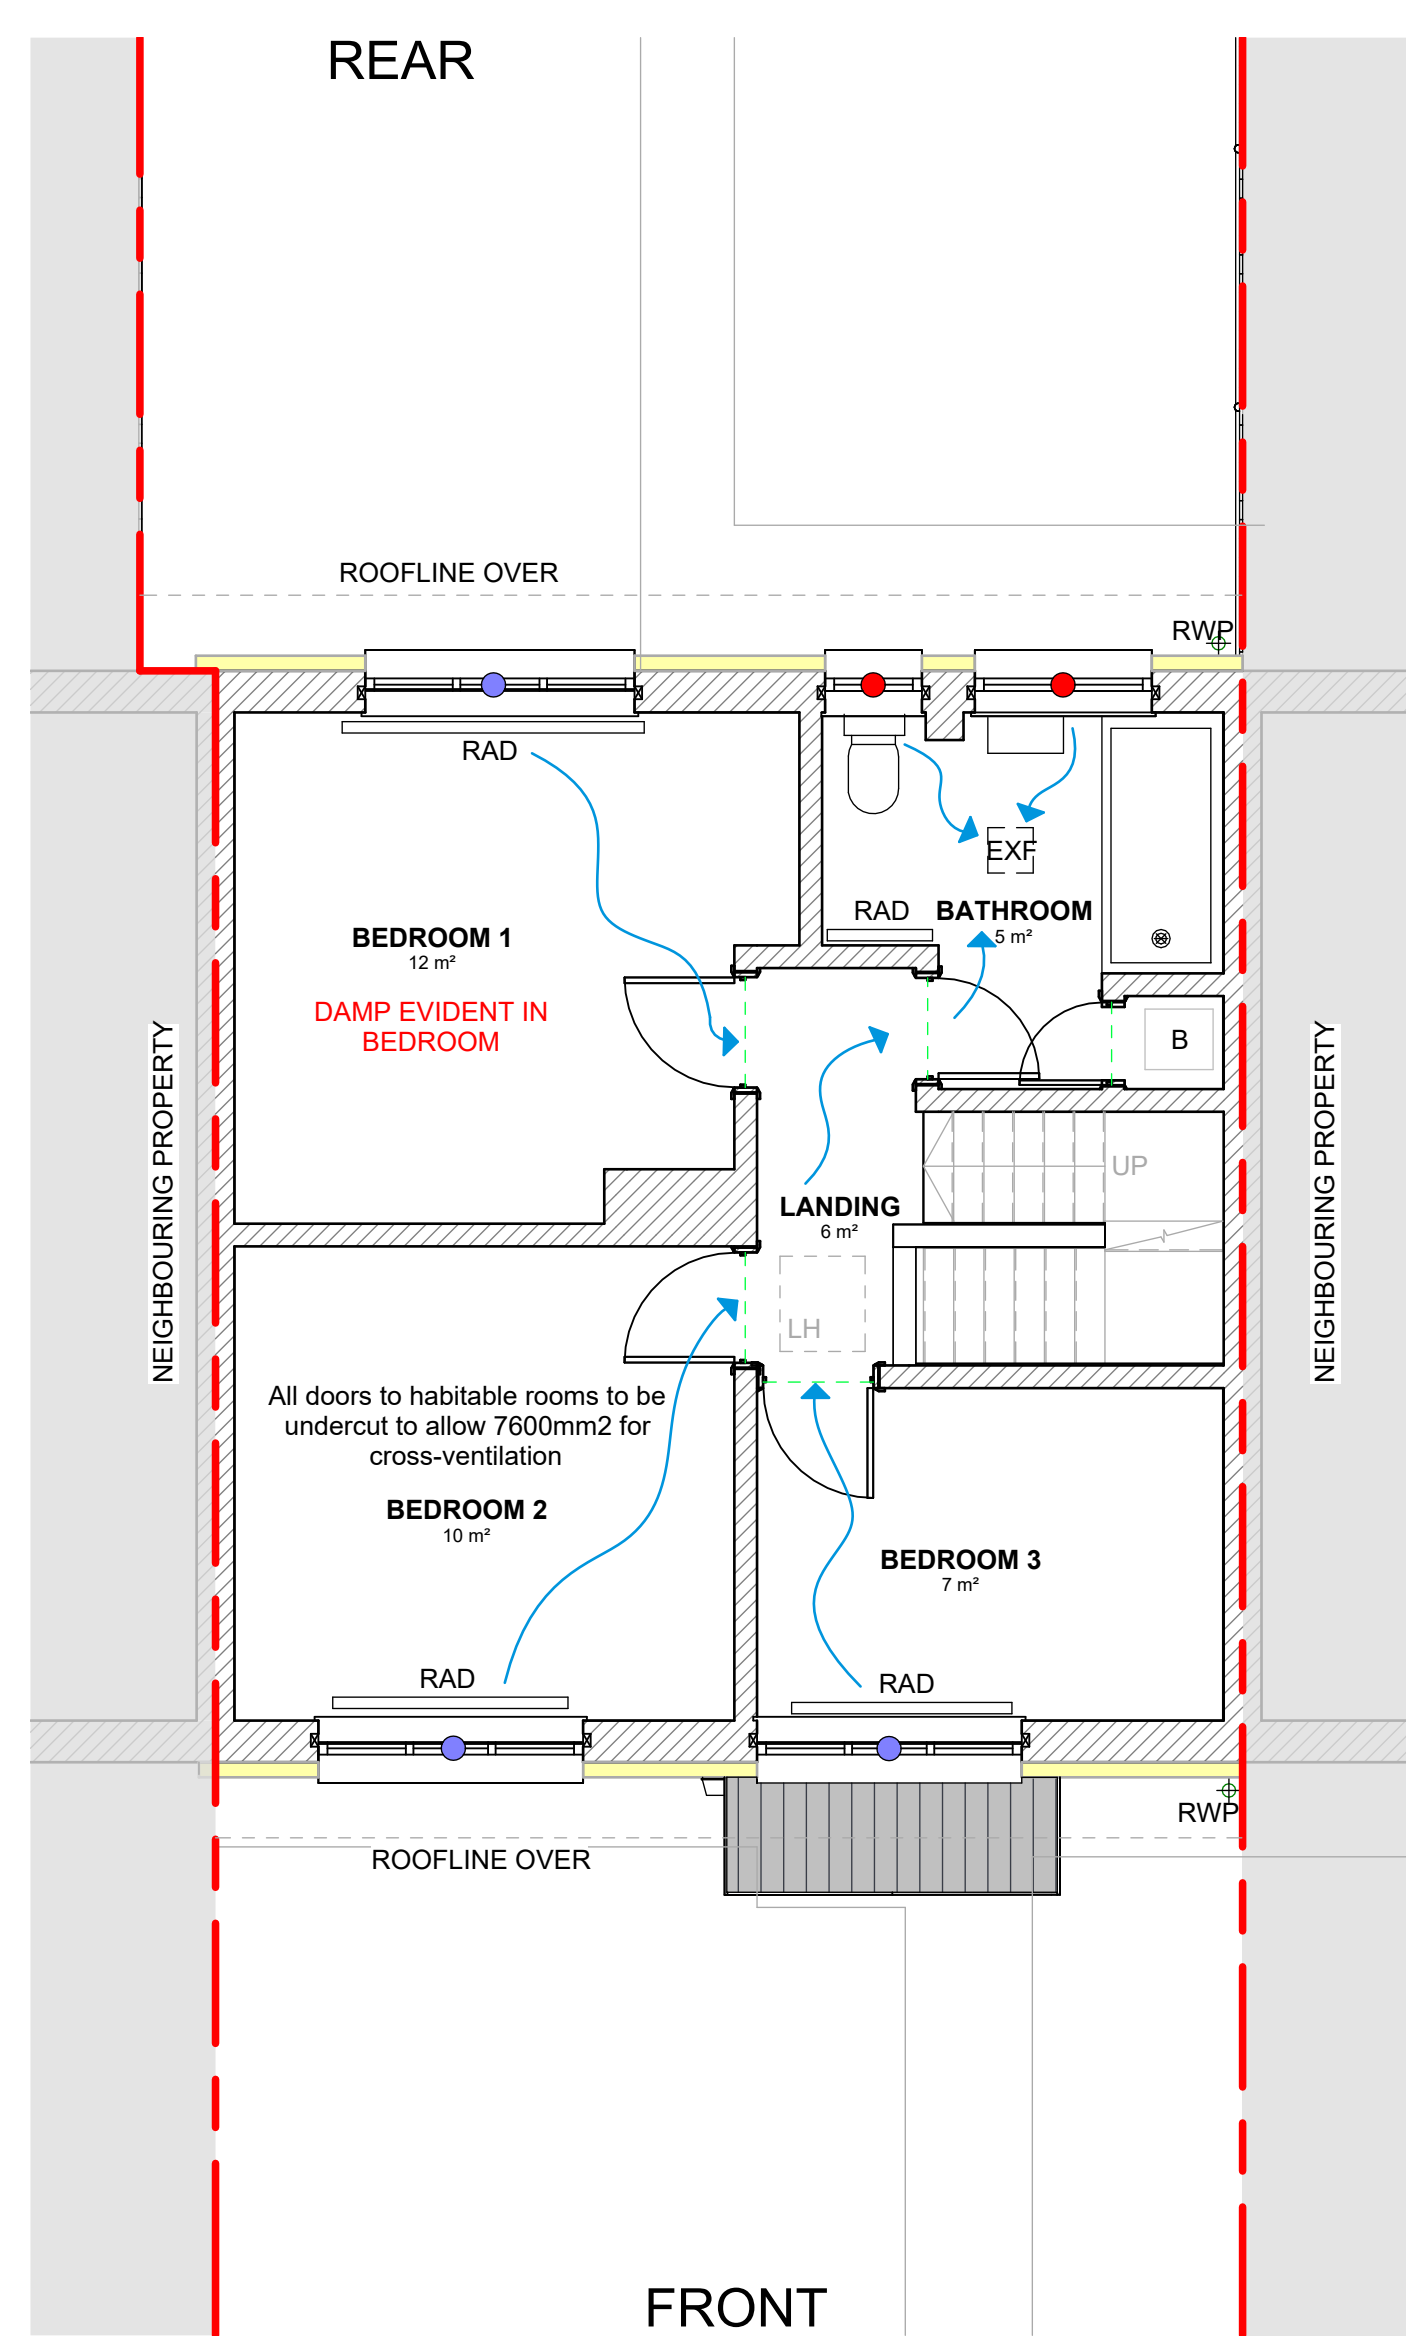 REAR
ROOFLINE OVER
RWP
RAD
EXF
RAD
BATHROOM
5 m²
BEDROOM 1
12 m²
DAMP EVIDENT IN
BEDROOM
B
NEIGHBOURING PROPERTY
NEIGHBOURING PROPERTY
UP
LANDING
6 m²
LH
All doors to habitable rooms to be
undercut to allow 7600mm2 for
cross-ventilation
BEDROOM 2
10 m²
BEDROOM 3
7 m²
RAD
RAD
RWP
ROOFLINE OVER
FRONT